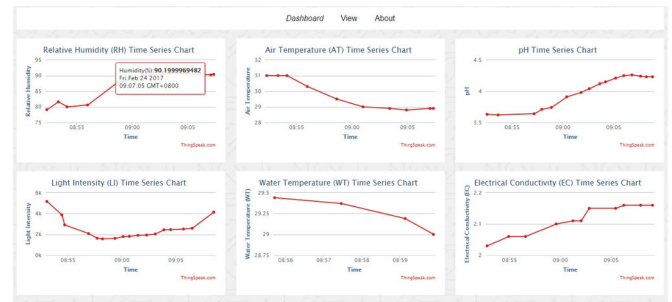 Dashboard View About
Relative Humidity (RH) Time Series Chart
95
90
85
80
75
Relative Humidity
Humidity(%):90.1999969482
Fri Feb 24 2017
09:07:05 GMT+0800
08:55 09:00 09:05
Time
ThingSpeak.com
Air Temperature (AT) Time Series Chart
32
31
30
29
28
Air Temperature
08:55 09:00 09:05
Time
ThingSpeak.com
pH Time Series Chart
4.5
4
3.5
pH
08:55 09:00 09:05
Time
ThingSpeak.com
Light Intensity (LI) Time Series Chart
6k
4k
2k
0k
Light Intensity
08:55 09:00 09:05
Time
ThingSpeak.com
Water Temperature (WT) Time Series Chart
29.5
29.25
29
28.75
Water Temperature (WT)
08:56 08:57 08:58 08:59
Time
ThingSpeak.com
Electrical Conductivity (EC) Time Series Chart
2.2
2.1
2
Electrical Conductivity (EC)
08:55 09:00 09:05
Time
ThingSpeak.com